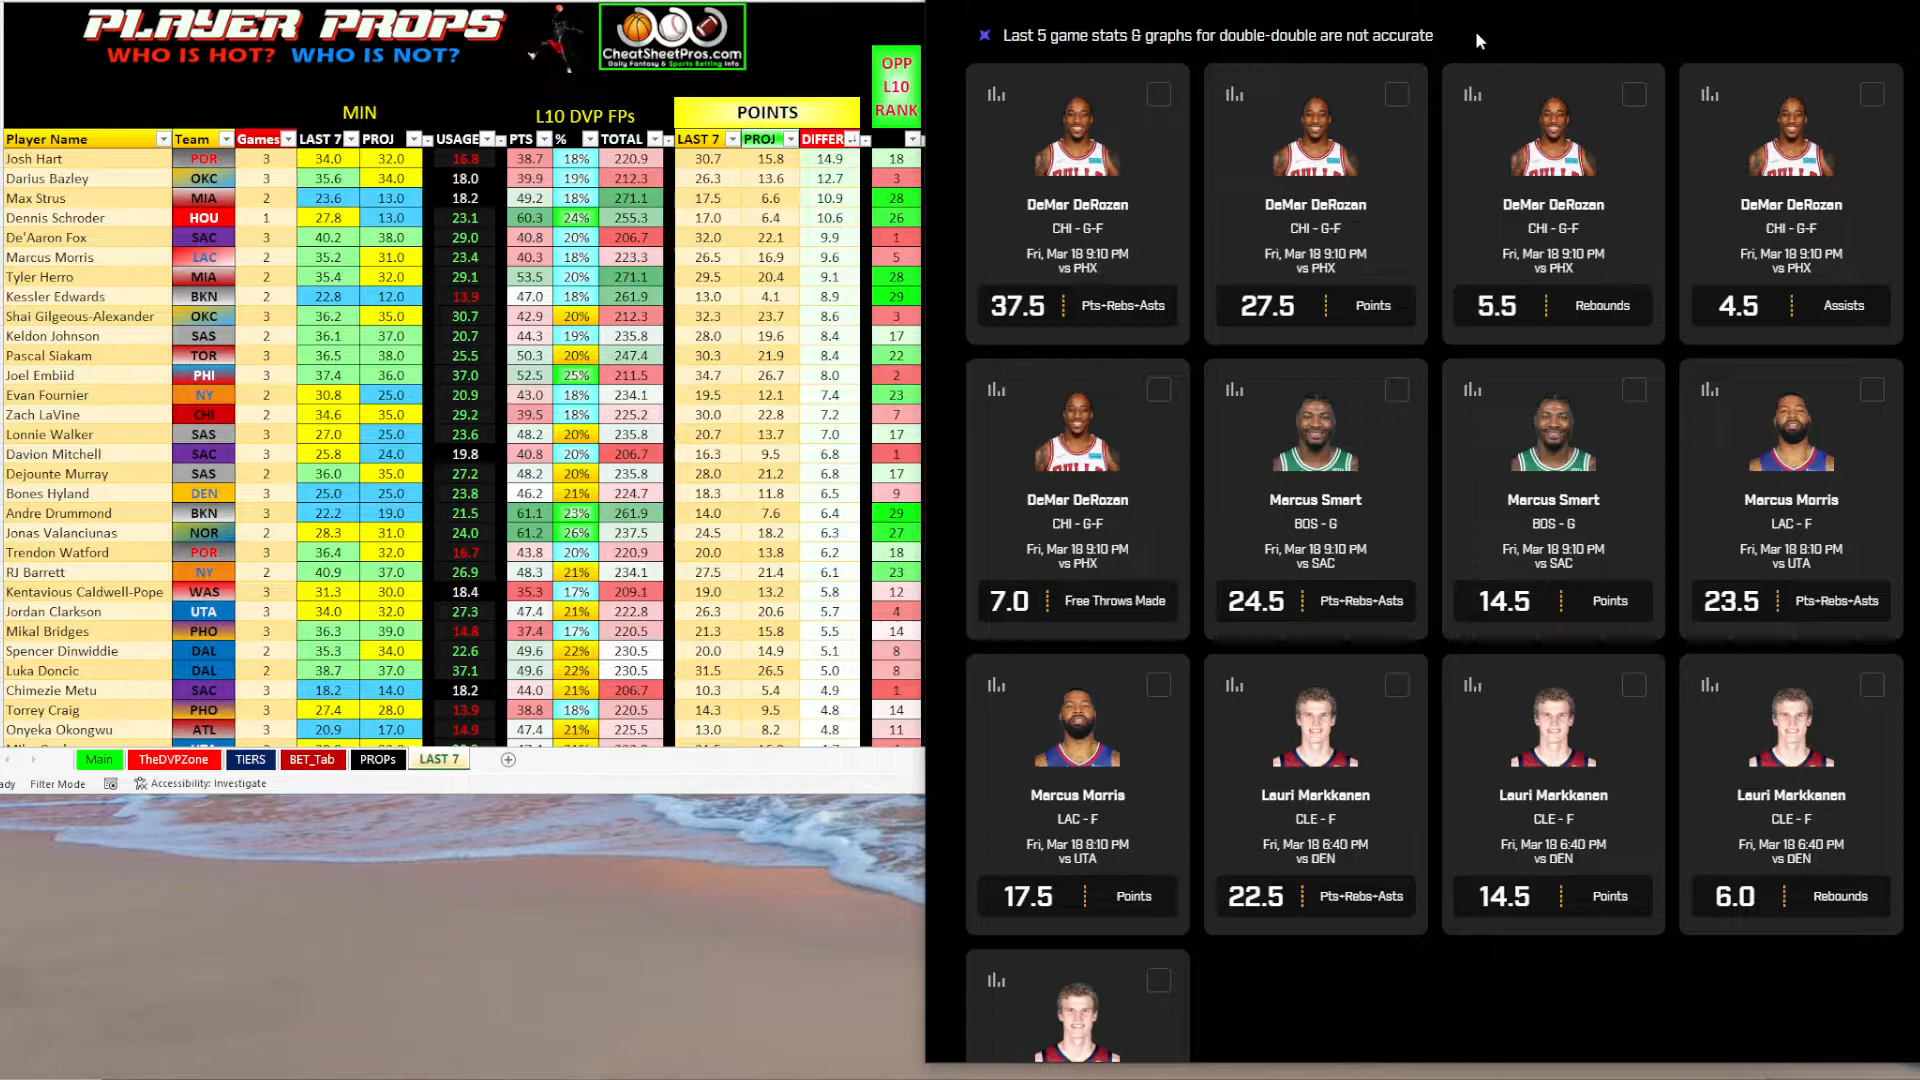 PLAYER PROPS
WHO IS HOT? WHO IS NOT?
CheatSheetPros.com
Daily Fantasy & Sports Betting Info
OPP
L10
RANK
MIN
L10 DVP FPs
POINTS
Player Name Team Games LAST 7 PROJ USAGE PTS % TOTAL LAST 7 PROJ DIFFER
Josh Hart POR 3 34.0 32.0 16.8 38.7 18% 220.9 30.7 15.8 14.9 18
Darius Bazley OKC 3 35.6 34.0 18.0 39.9 19% 212.3 26.3 13.6 12.7 3
Max Strus MIA 2 23.6 13.0 18.2 49.2 18% 271.1 17.5 6.6 10.9 28
Dennis Schroder HOU 1 27.8 13.0 23.1 60.3 24% 255.3 17.0 6.4 10.6 26
De'Aaron Fox SAC 3 40.2 38.0 29.0 40.8 20% 206.7 32.0 22.1 9.9 1
Marcus Morris LAC 2 35.2 31.0 23.4 40.3 18% 223.3 26.5 16.9 9.6 5
Tyler Herro MIA 2 35.4 32.0 29.1 53.5 20% 271.1 29.5 20.4 9.1 28
Kessler Edwards BKN 2 22.8 12.0 13.9 47.0 18% 261.9 13.0 4.1 8.9 29
Shai Gilgeous-Alexander OKC 3 36.2 35.0 30.7 42.9 20% 212.3 32.3 23.7 8.6 3
Keldon Johnson SAS 2 36.1 37.0 20.7 44.3 19% 235.8 28.0 19.6 8.4 17
Pascal Siakam TOR 3 36.5 38.0 25.5 50.3 20% 247.4 30.3 21.9 8.4 22
Joel Embiid PHI 3 37.4 36.0 37.0 52.5 25% 211.5 34.7 26.7 8.0 2
Evan Fournier NY 2 30.8 25.0 20.9 43.0 18% 234.1 19.5 12.1 7.4 23
Zach LaVine CHI 3 34.6 35.0 29.2 39.5 18% 225.2 30.0 22.8 7.2 7
Lonnie Walker SAS 3 27.0 25.0 23.6 48.2 20% 235.8 20.7 13.7 7.0 17
Davion Mitchell SAC 3 25.8 24.0 19.8 40.8 20% 206.7 16.3 9.5 6.8 1
Dejounte Murray SAS 2 36.0 35.0 27.2 48.2 20% 235.8 28.0 21.2 6.8 17
Bones Hyland DEN 3 25.0 25.0 23.8 46.2 21% 224.7 18.3 11.8 6.5 9
Andre Drummond BKN 3 22.2 19.0 21.5 61.1 23% 261.9 14.0 7.6 6.4 29
Jonas Valanciunas NOR 2 28.3 31.0 24.0 61.2 26% 237.5 24.5 18.2 6.3 27
Trendon Watford POR 3 36.4 32.0 16.7 43.8 20% 220.9 20.0 13.8 6.2 18
RJ Barrett NY 2 40.9 37.0 26.9 48.3 21% 234.1 27.5 21.4 6.1 23
Kentavious Caldwell-Pope WAS 3 31.3 30.0 18.4 35.3 17% 209.1 19.0 13.2 5.8 12
Jordan Clarkson UTA 3 34.0 32.0 27.3 47.4 21% 222.8 26.3 20.6 5.7 4
Mikal Bridges PHO 3 36.3 39.0 14.8 37.4 17% 220.5 21.3 15.8 5.5 14
Spencer Dinwiddie DAL 2 35.3 34.0 22.6 49.6 22% 230.5 20.0 14.9 5.1 8
Luka Doncic DAL 2 38.7 37.0 37.1 49.6 22% 230.5 31.5 26.5 5.0 8
Chimezie Metu SAC 3 18.2 14.0 18.2 44.0 21% 206.7 10.3 5.4 4.9 1
Torrey Craig PHO 3 27.4 28.0 13.9 38.8 18% 220.5 14.3 9.5 4.8 14
Onyeka Okongwu ATL 3 20.9 17.0 14.9 47.4 21% 225.5 13.0 8.2 4.8 11
Main TheDVPZone TIERS BET_Tab PROPs LAST 7
ady Filter Mode Accessibility: Investigate
Last 5 game stats & graphs for double-double are not accurate
DeMar DeRozan
CHI - G-F
Fri, Mar 18 9:10 PM
vs PHX
37.5 Pts+Rebs+Asts
DeMar DeRozan
CHI - G-F
Fri, Mar 18 9:10 PM
vs PHX
27.5 Points
DeMar DeRozan
CHI - G-F
Fri, Mar 18 9:10 PM
vs PHX
5.5 Rebounds
DeMar DeRozan
CHI - G-F
Fri, Mar 18 9:10 PM
vs PHX
4.5 Assists
DeMar DeRozan
CHI - G-F
Fri, Mar 18 9:10 PM
vs PHX
7.0 Free Throws Made
Marcus Smart
BOS - G
Fri, Mar 18 9:10 PM
vs SAC
24.5 Pts+Rebs+Asts
Marcus Smart
BOS - G
Fri, Mar 18 9:10 PM
vs SAC
14.5 Points
Marcus Morris
LAC - F
Fri, Mar 18 8:10 PM
vs UTA
23.5 Pts+Rebs+Asts
Marcus Morris
LAC - F
Fri, Mar 18 8:10 PM
vs UTA
17.5 Points
Lauri Markkanen
CLE - F
Fri, Mar 18 6:40 PM
vs DEN
22.5 Pts+Rebs+Asts
Lauri Markkanen
CLE - F
Fri, Mar 18 6:40 PM
vs DEN
14.5 Points
Lauri Markkanen
CLE - F
Fri, Mar 18 6:40 PM
vs DEN
6.0 Rebounds